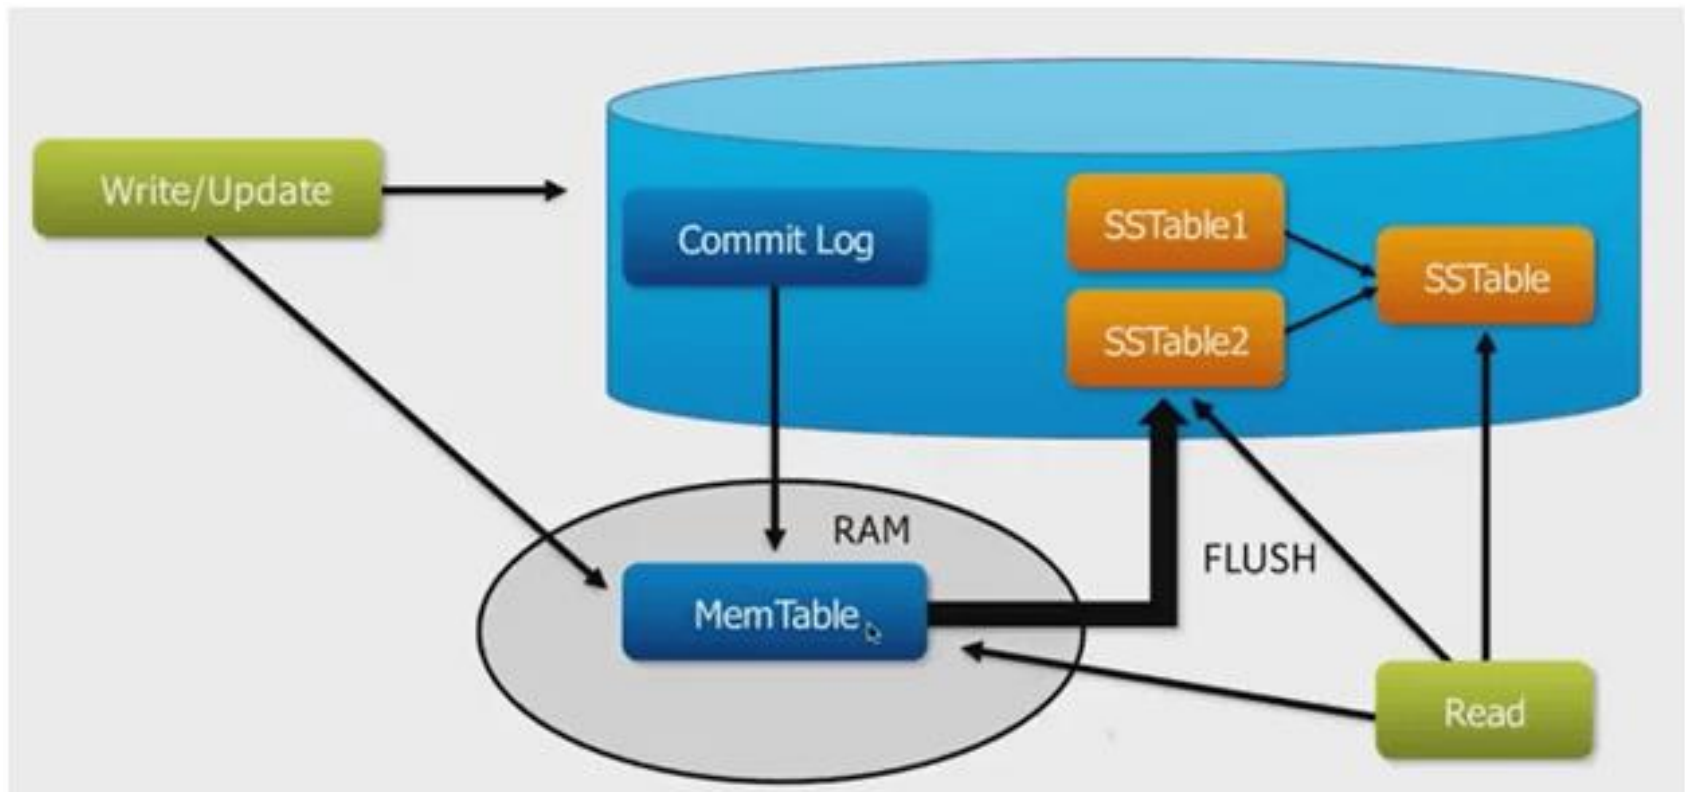 Write/Update
Commit Log
SSTable1
SSTable2
SSTable
RAM
MemTable
FLUSH
Read